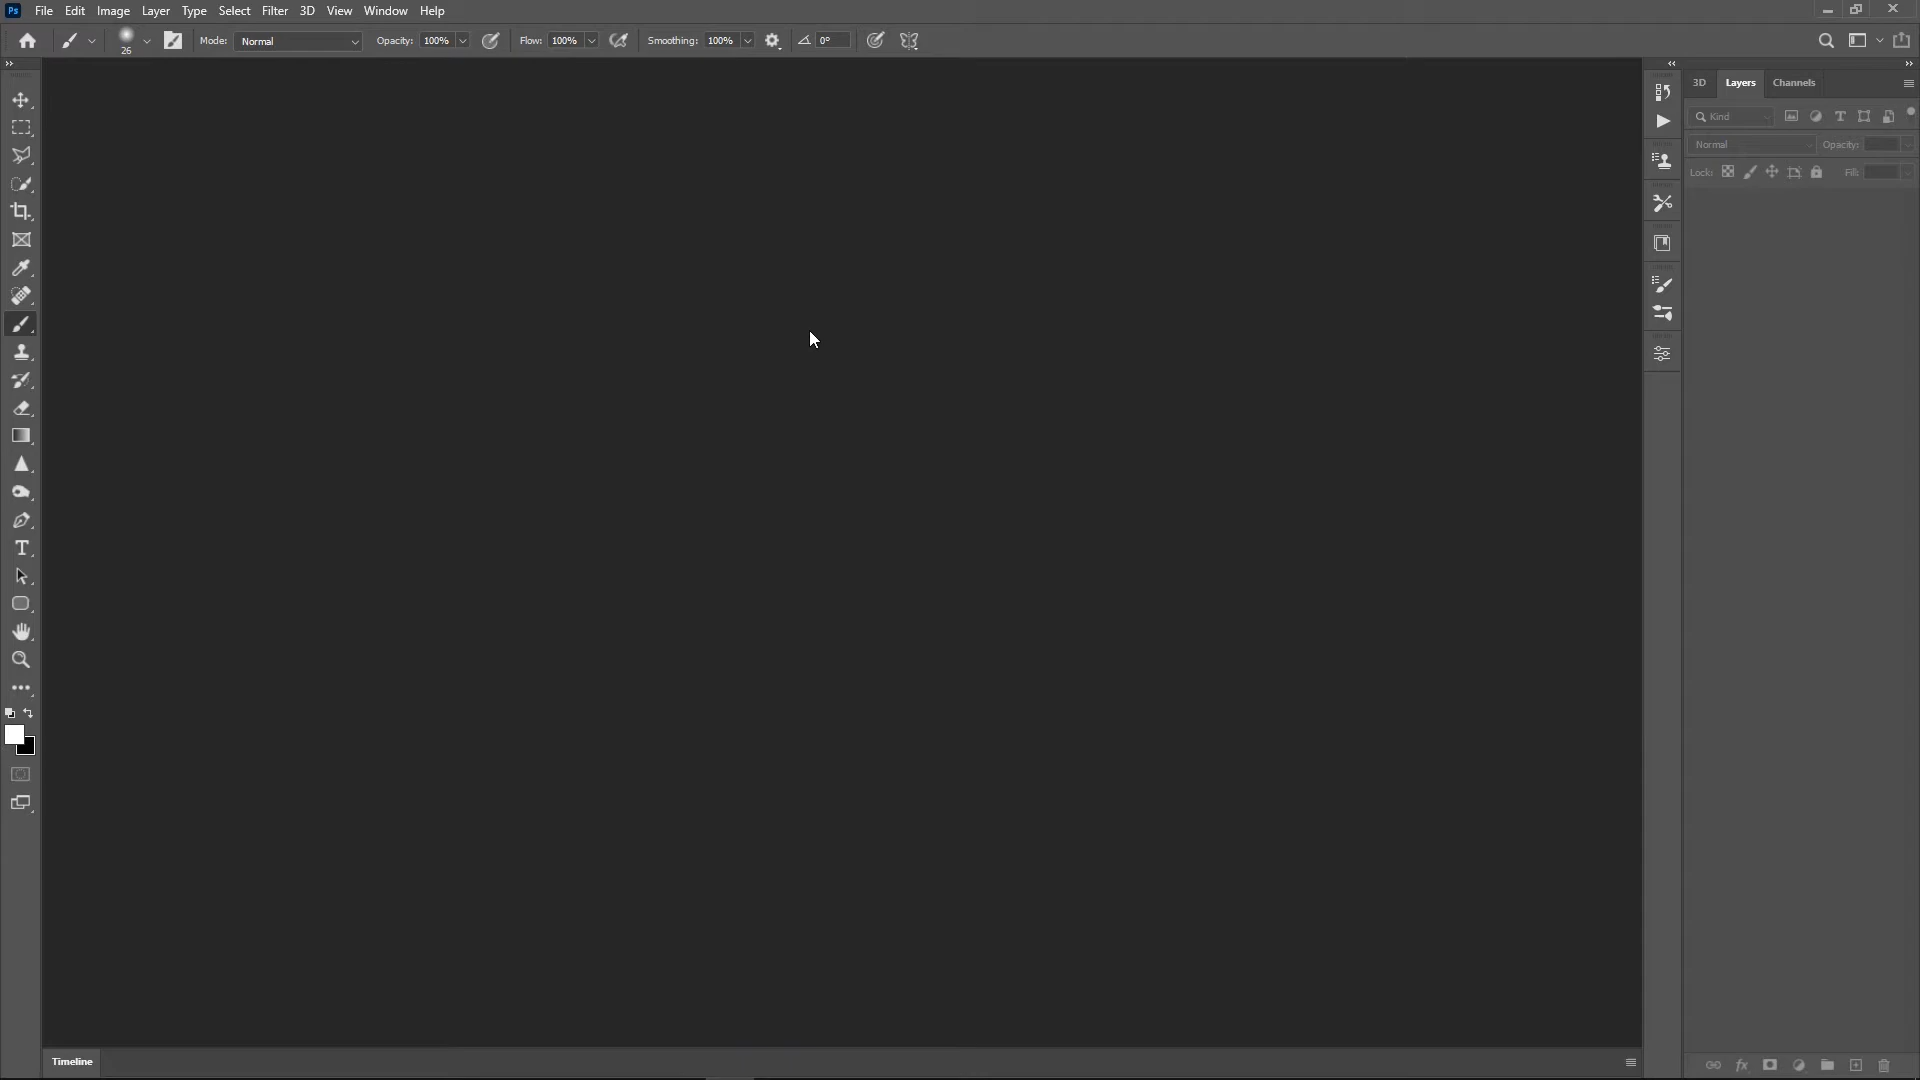 Ps File Edit Image Layer Type Select Filter 3D View Window Help
26 Mode: Normal Opacity: 100% Flow: 100% Smoothing: 100% 0°
3D Layers Channels
Kind
Normal Opacity:
Lock: Fill:
Timeline